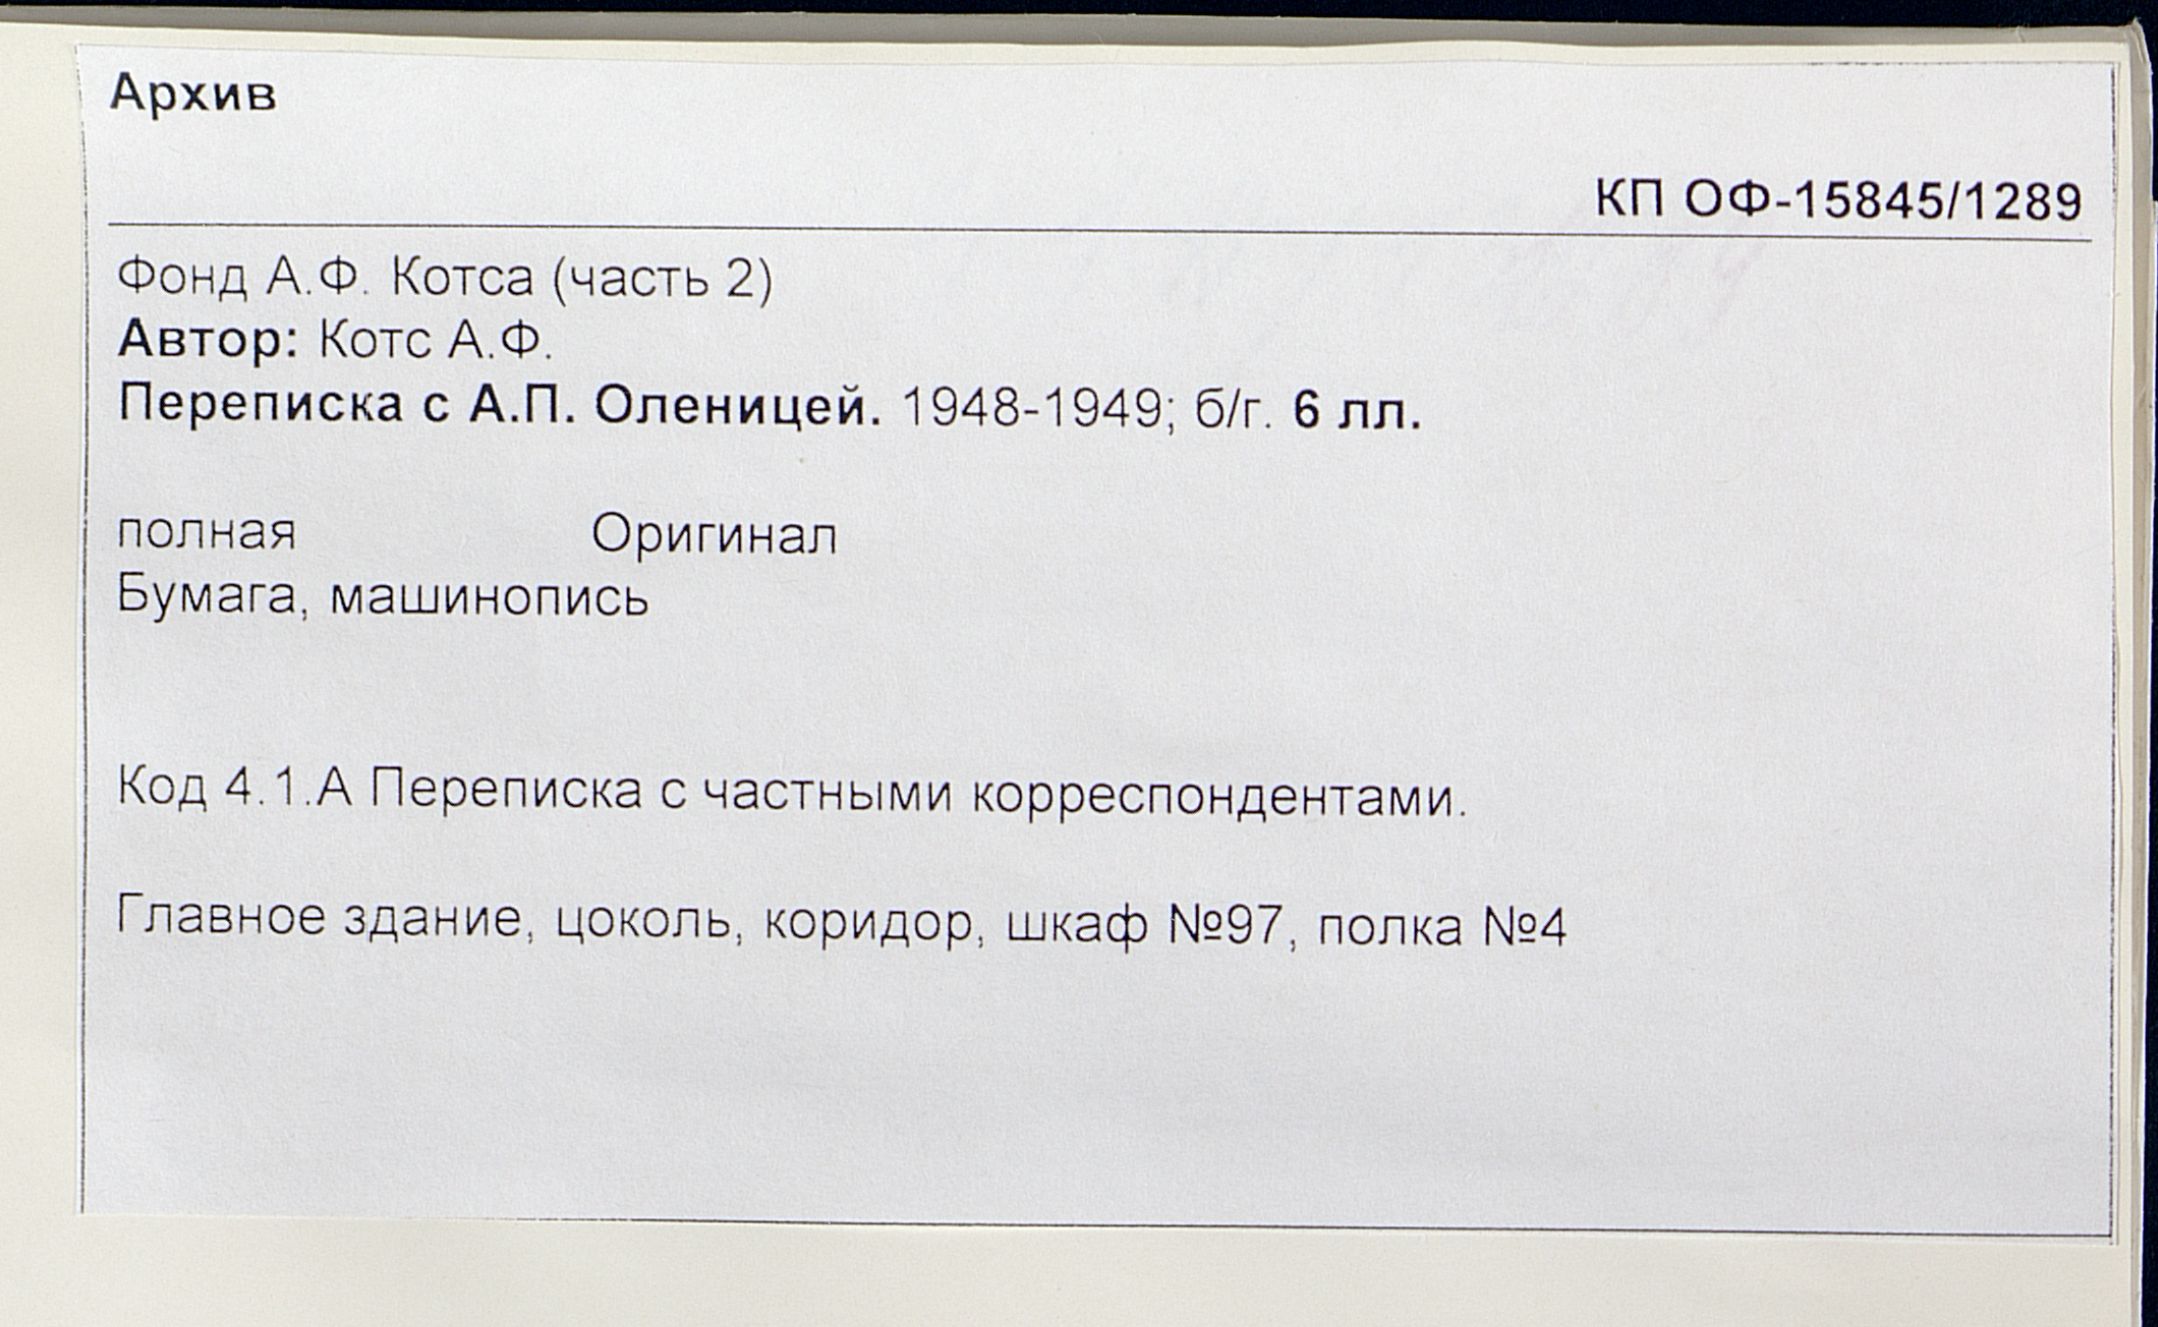 Архив
КП ОФ-15845/1289
Фонд А.Ф. Котса (часть 2)
Автор: Котс А.Ф.
Переписка с А.П. Оленицей. 1948-1949; б/г. 6 лл.
полная Оригинал
Бумага, машинопись
Код 4.1.А Переписка с частными корреспондентами.
Главное здание, цоколь, коридор, шкаф №97, полка №4